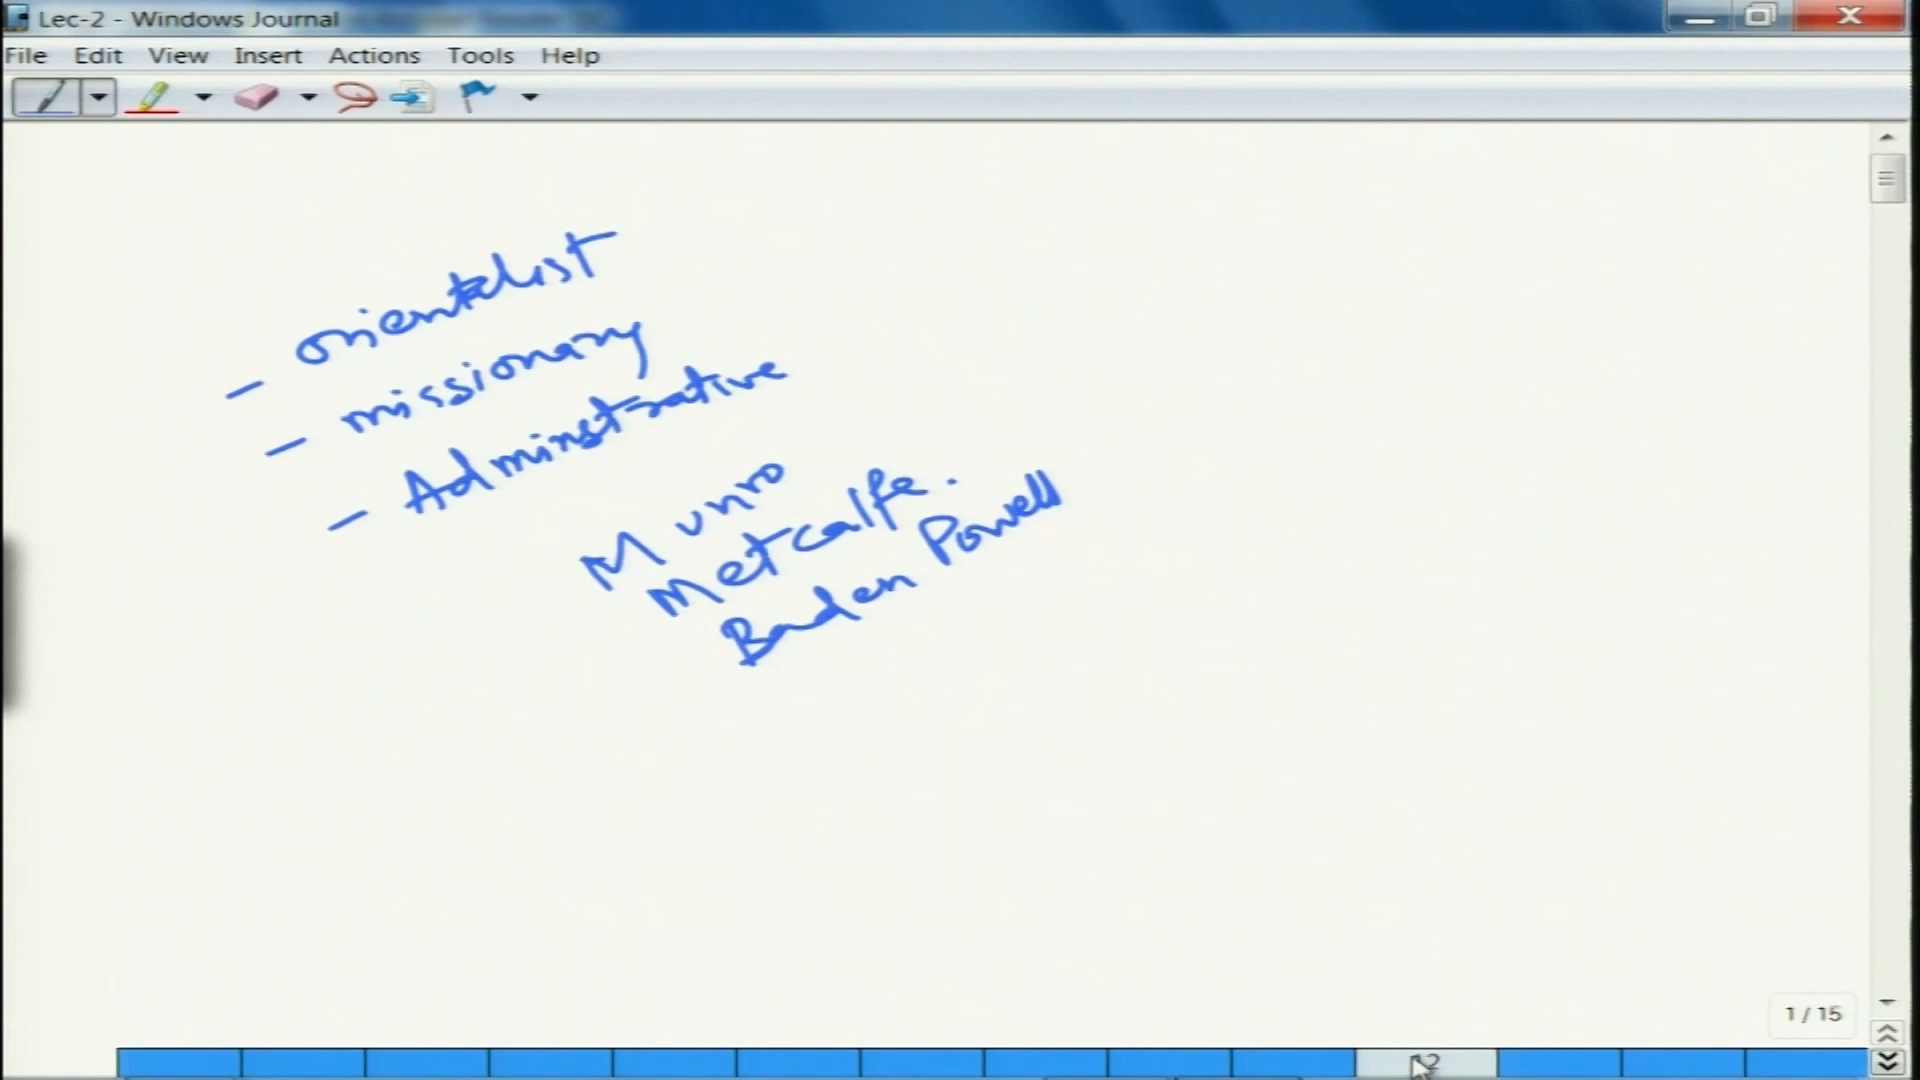 Lec-2 - Windows Journal
File Edit View Insert Actions Tools Help
- orientalist
- missionary
- Adminstrative
Munro
Metcalfe.
Baden Powell
1 / 15